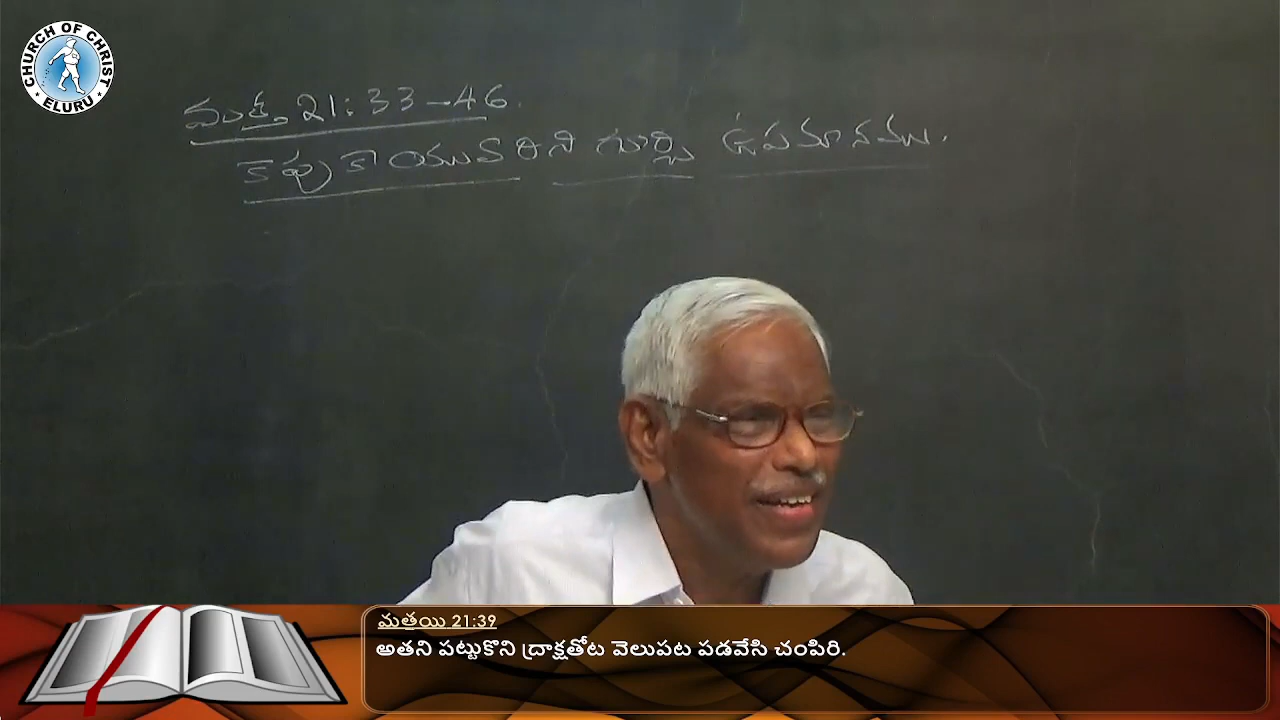 CHURCH OF CHRIST
ELURU
మత్త 21:33-46.
కాపుకాయువారిని గుర్చి ఉపమానము.
మత్తయి 21:39
అతని పట్టుకొని ద్రాక్షతోట వెలుపట పడవేసి చంపిరి.